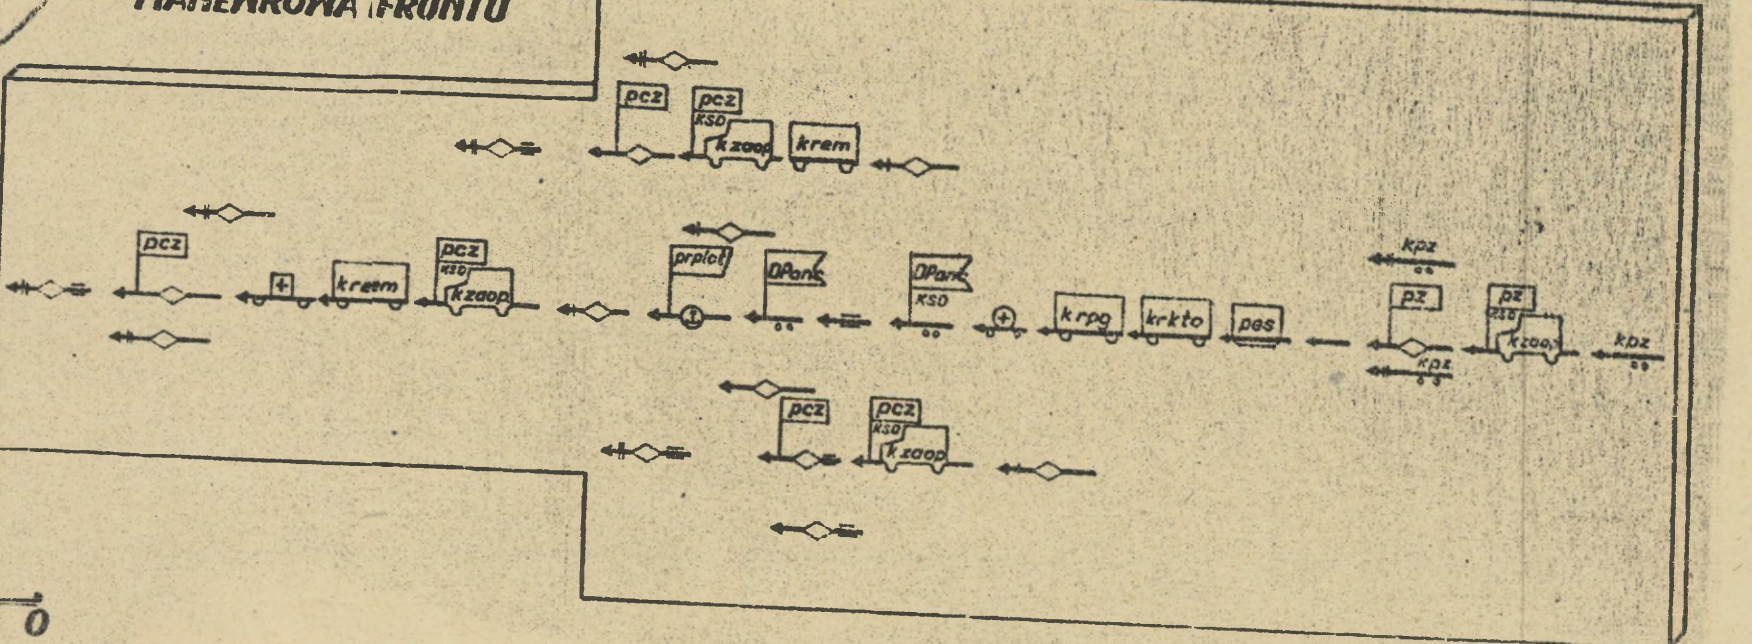 MANEWROWA FRONTU
pcz
pcz
KSD
kzaop
krem
pcz
krem
pcz
KSD
kzaop
prplot
DPanc
DPanc
KSD
krpg
krkto
pes
kpz
pz
kpz
pz
KSD
kzaop
kpz
pcz
pcz
KSD
kzaop
0